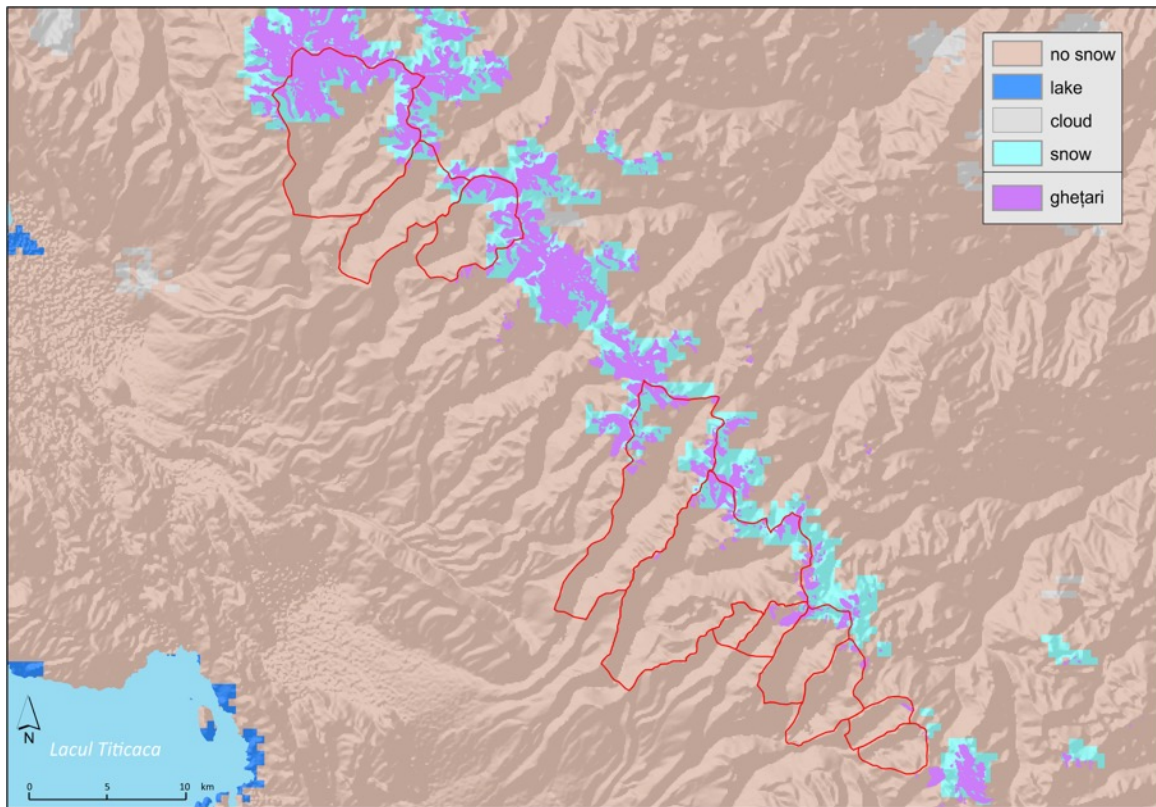 no snow
lake
cloud
snow
ghețari
N
Lacul Titicaca
0 5 10 km